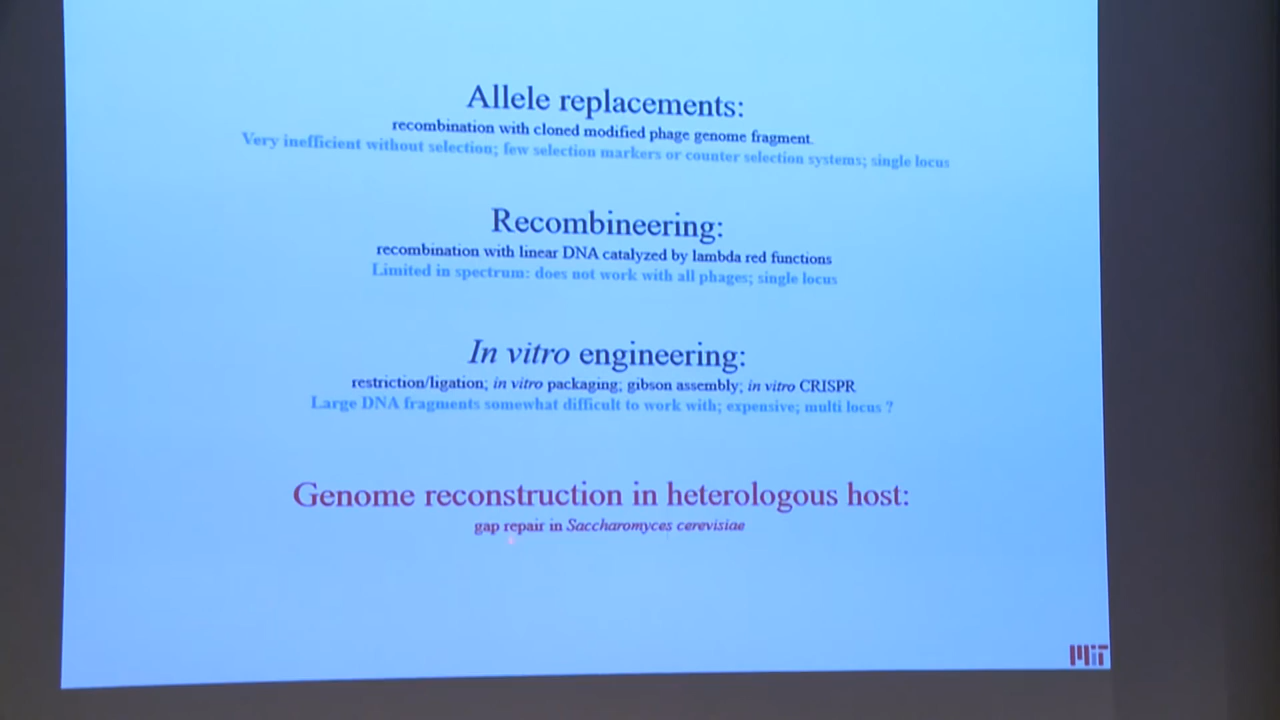 Allele replacements:
recombination with cloned modified phage genome fragment.
Very inefficient without selection; few selection markers or counter selection systems; single locus
Recombineering:
recombination with linear DNA catalyzed by lambda red functions
Limited in spectrum: does not work with all phages; single locus
In vitro engineering:
restriction/ligation; in vitro packaging; gibson assembly; in vitro CRISPR
Large DNA fragments somewhat difficult to work with; expensive; multi locus ?
Genome reconstruction in heterologous host:
gap repair in Saccharomyces cerevisiae
MIT